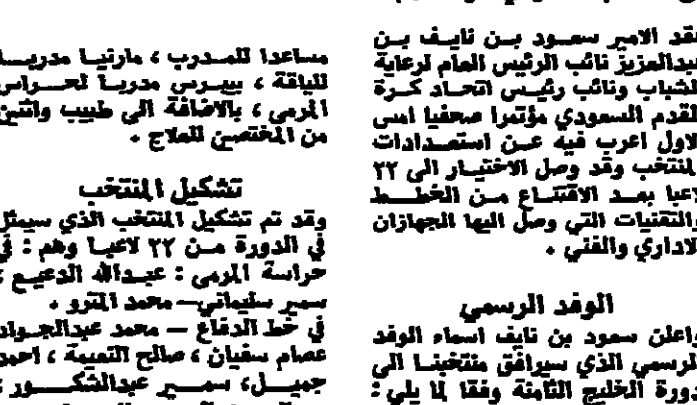 عقد الامير سعود بن نايف بن
عبدالعزيز نائب الرئيس العام لرعاية
الشباب ونائب رئيس اتحاد كرة
القدم السعودي مؤتمرا صحفيا امس
الاول اعرب فيه عن استعدادات
المنتخب وقد وصل الاختيار الى ٢٢
لاعبا بعد الاقتناع من الخطط
والتقنيات التي وصل اليها الجهازان
الاداري والفني .
الوفد الرسمي
واعلن سعود بن نايف اسماء الوفد
الرسمي الذي سيرافق منتخبنا الى
دورة الخليج الثامنة وفقا لما يلي :
مساعدا للمدرب ، مارتنيا مدربا
للياقة ، بييرس مدربا لحراس
المرمى ، بالاضافة الى طبيب واثنين
من المختصين للعلاج .
تشكيل المنتخب
وقد تم تشكيل المنتخب الذي سيمثل
في الدورة من ٢٢ لاعبا وهم : في
حراسة المرمى : عبدالله الدعيع ،
سمير سليماني — محمد المترو .
في خط الدفاع — محمد عبدالجواد
عصام سفيان ، صالح النعيمة ، احمد
جميل ، سمير عبدالشكور ،